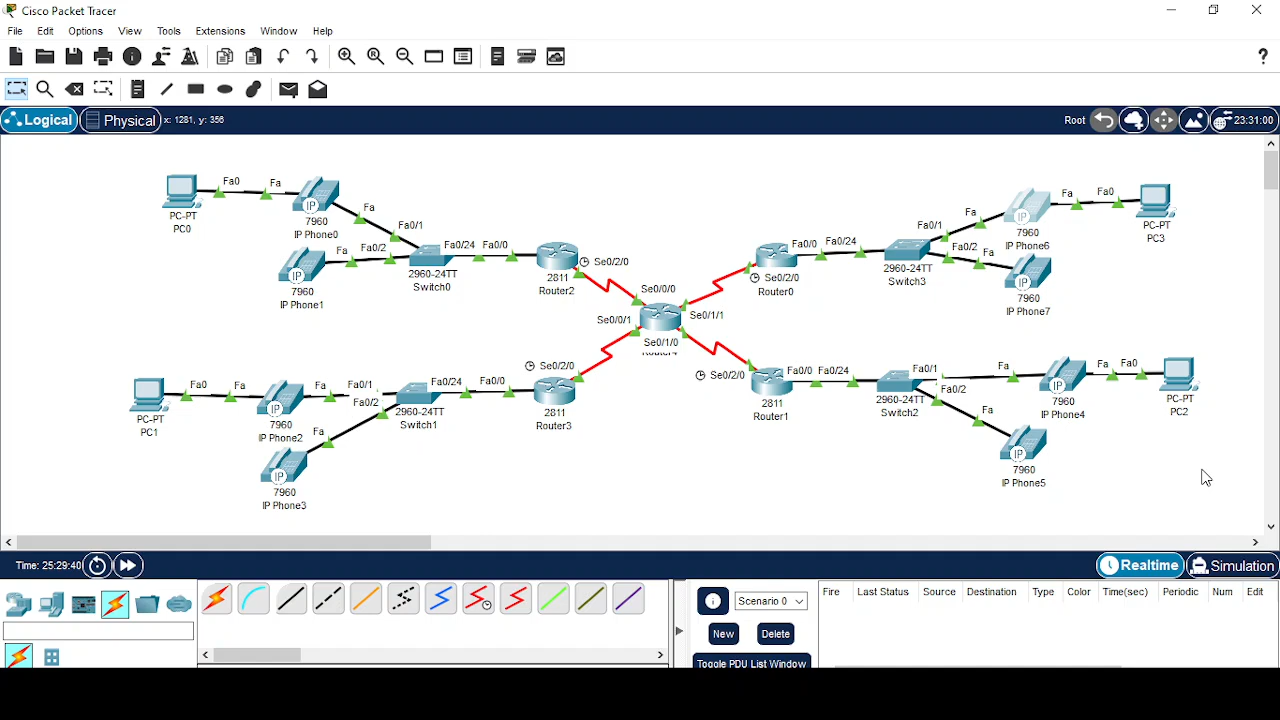 Cisco Packet Tracer
File Edit Options View Tools Extensions Window Help
Logical Physical x: 1281, y: 356 Root 23:31:00
PC-PT
PC0
Fa0 Fa
IP
7960
IP Phone0
Fa
Fa0/1
IP
7960
IP Phone1
Fa Fa0/2
2960-24TT
Switch0
Fa0/24 Fa0/0
2811
Router2
Se0/2/0
Se0/0/0
Se0/0/1
Se0/1/1
Se0/1/0
Fa0/0 Fa0/24
Se0/2/0
Router0
2960-24TT
Switch3
Fa0/1 Fa
Fa0/2 Fa
IP
7960
IP Phone6
Fa Fa0
PC-PT
PC3
IP
7960
IP Phone7
PC-PT
PC1
Fa0 Fa
IP
7960
IP Phone2
Fa Fa0/1
Fa0/2
Fa
IP
7960
IP Phone3
2960-24TT
Switch1
Fa0/24 Fa0/0
Se0/2/0
2811
Router3
Se0/2/0
2811
Router1
Fa0/0 Fa0/24
2960-24TT
Switch2
Fa0/1 Fa
Fa0/2
Fa
IP
7960
IP Phone4
Fa Fa0
PC-PT
PC2
IP
7960
IP Phone5
Time: 25:29:40 Realtime Simulation
Scenario 0
New Delete
Toggle PDU List Window
Fire Last Status Source Destination Type Color Time(sec) Periodic Num Edit